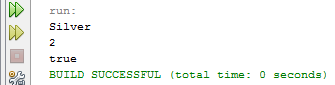 run:
Silver
2
true
BUILD SUCCESSFUL (total time: 0 seconds)